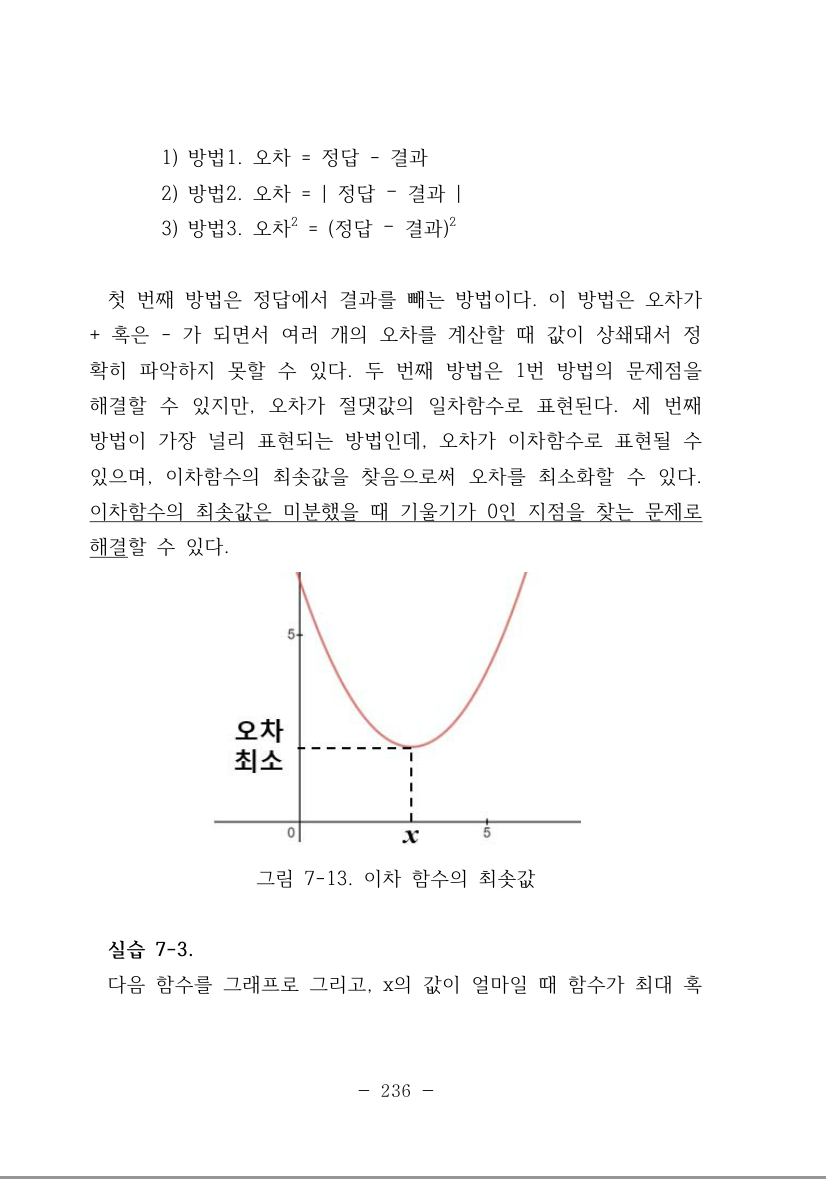 1) 방법1. 오차 = 정답 - 결과
2) 방법2. 오차 = | 정답 - 결과 |
3) 방법3. 오차² = (정답 - 결과)²
첫 번째 방법은 정답에서 결과를 빼는 방법이다. 이 방법은 오차가
+ 혹은 - 가 되면서 여러 개의 오차를 계산할 때 값이 상쇄돼서 정
확히 파악하지 못할 수 있다. 두 번째 방법은 1번 방법의 문제점을
해결할 수 있지만, 오차가 절댓값의 일차함수로 표현된다. 세 번째
방법이 가장 널리 표현되는 방법인데, 오차가 이차함수로 표현될 수
있으며, 이차함수의 최솟값을 찾음으로써 오차를 최소화할 수 있다.
이차함수의 최솟값은 미분했을 때 기울기가 0인 지점을 찾는 문제로
해결할 수 있다.
5
오차
최소
0 x 5
그림 7-13. 이차 함수의 최솟값
실습 7-3.
다음 함수를 그래프로 그리고, x의 값이 얼마일 때 함수가 최대 혹
- 236 -